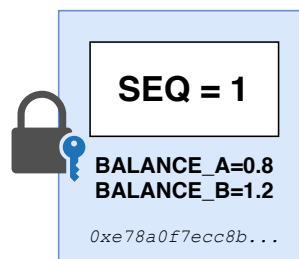 SEQ = 1
BALANCE_A=0.8
BALANCE_B=1.2
0xe78a0f7ecc8b...